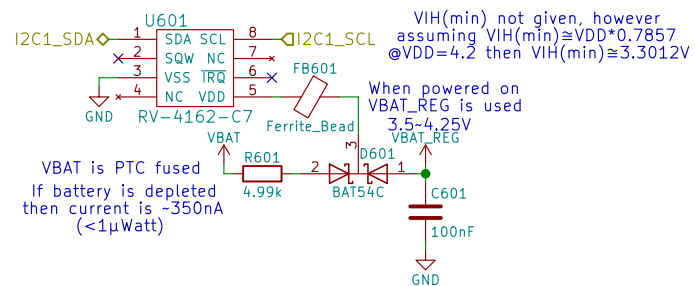 U601
I2C1_SDA 1 SDA SCL 8 I2C1_SCL
2 SQW NC 7
3 VSS IRQ 6
4 NC VDD 5
RV-4162-C7
GND
FB601
Ferrite_Bead
VIH(min) not given, however
assuming VIH(min)≅VDD*0.7857
@VDD=4.2 then VIH(min)≅3.3012V
When powered on
VBAT_REG is used
3.5~4.25V
VBAT
VBAT_REG
3
R601
D601
2
1
4.99k
BAT54C
VBAT is PTC fused
If battery is depleted
then current is ~350nA
(<1µWatt)
C601
100nF
GND